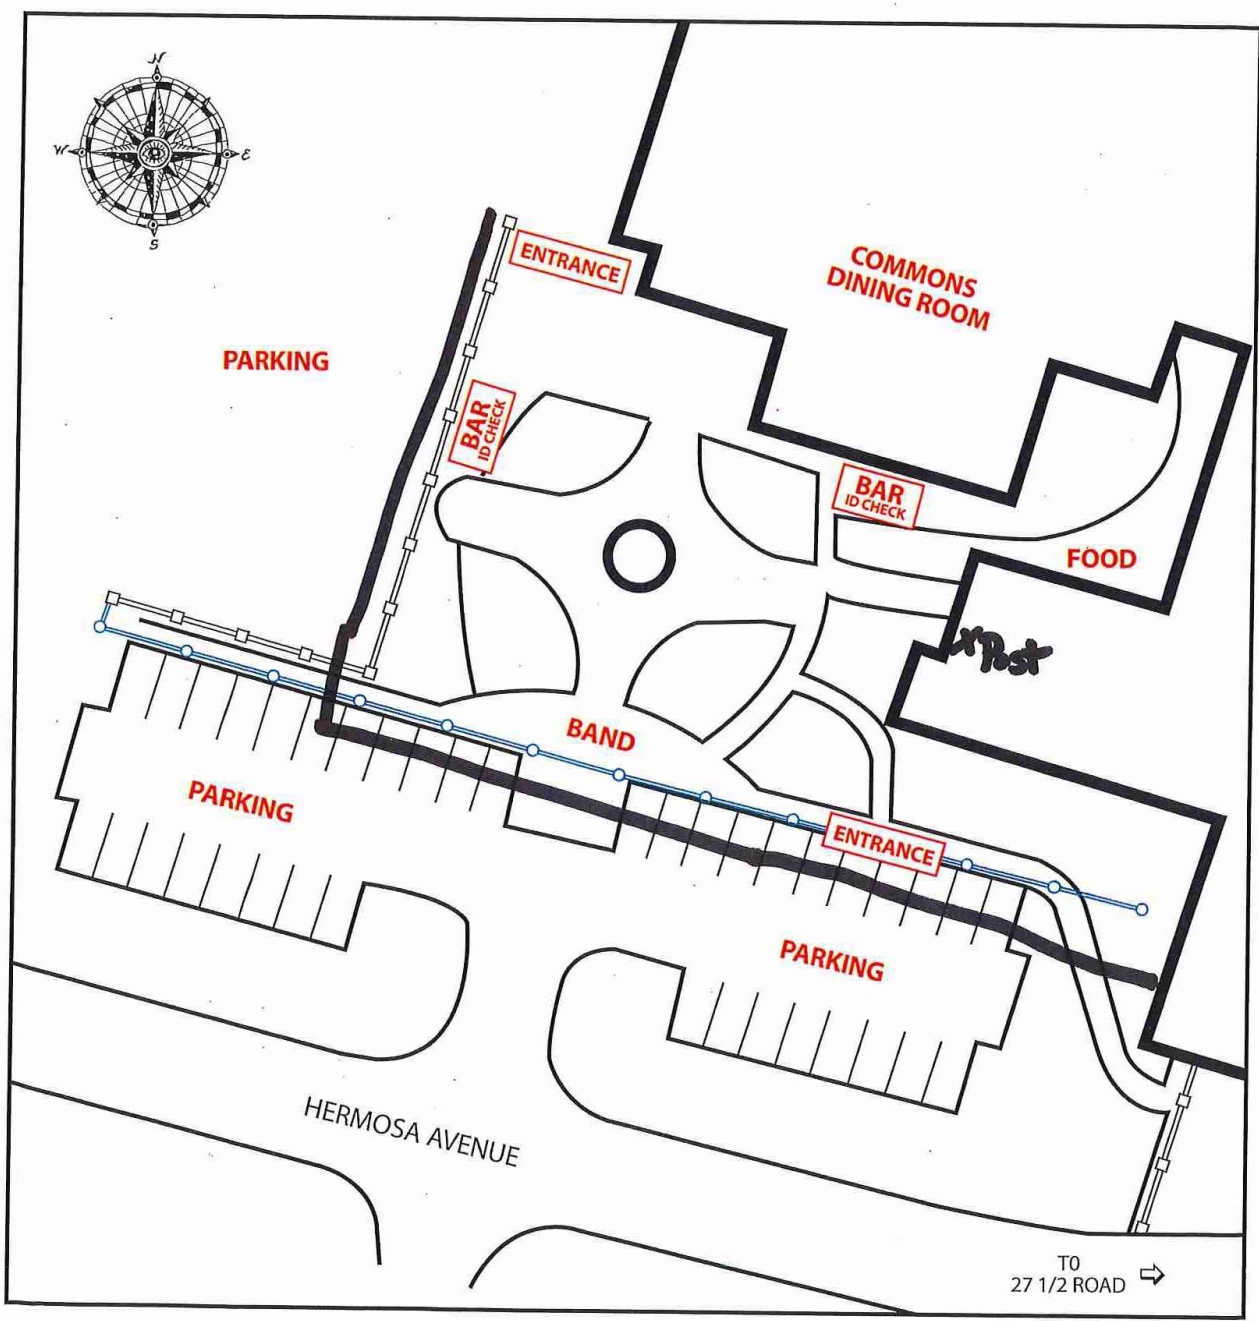 N
W E
S
ENTRANCE
COMMONS
DINING ROOM
PARKING
BAR
ID CHECK
BAR
ID CHECK
FOOD
X Post
BAND
PARKING
ENTRANCE
PARKING
HERMOSA AVENUE
TO
27 1/2 ROAD